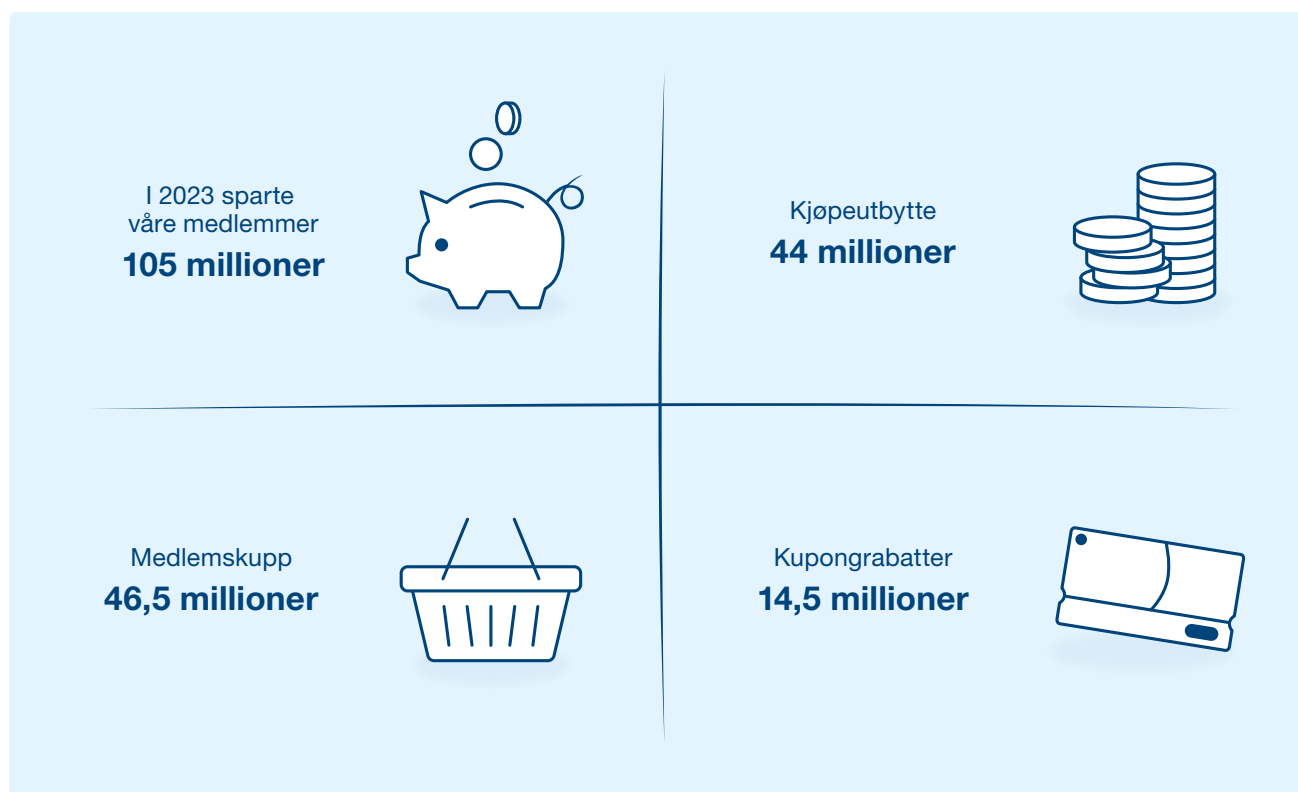 I 2023 sparte
våre medlemmer
105 millioner
Kjøpeutbytte
44 millioner
Medlemskupp
46,5 millioner
Kupongrabatter
14,5 millioner